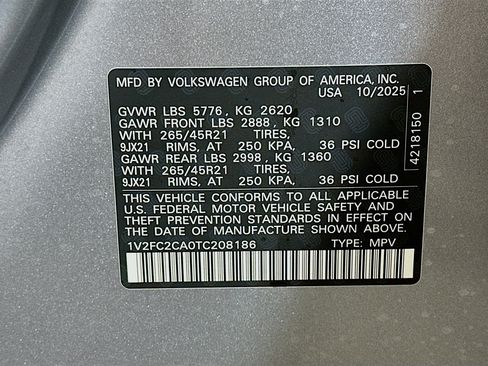 MFD BY VOLKSWAGEN GROUP OF AMERICA, INC.
USA 10/2025
GVWR LBS 5776, KG 2620
GAWR FRONT LBS 2888, KG 1310
WITH 265/45R21 TIRES,
9JX21 RIMS, AT 250 KPA, 36 PSI COLD
GAWR REAR LBS 2998, KG 1360
WITH 265/45R21 TIRES,
9JX21 RIMS, AT 250 KPA, 36 PSI COLD
THIS VEHICLE CONFORMS TO ALL APPLICABLE
U.S. FEDERAL MOTOR VEHICLE SAFETY AND
THEFT PREVENTION STANDARDS IN EFFECT ON
THE DATE OF MANUFACTURE SHOWN ABOVE.
1V2FC2CA0TC208186 TYPE: MPV
4218150 1